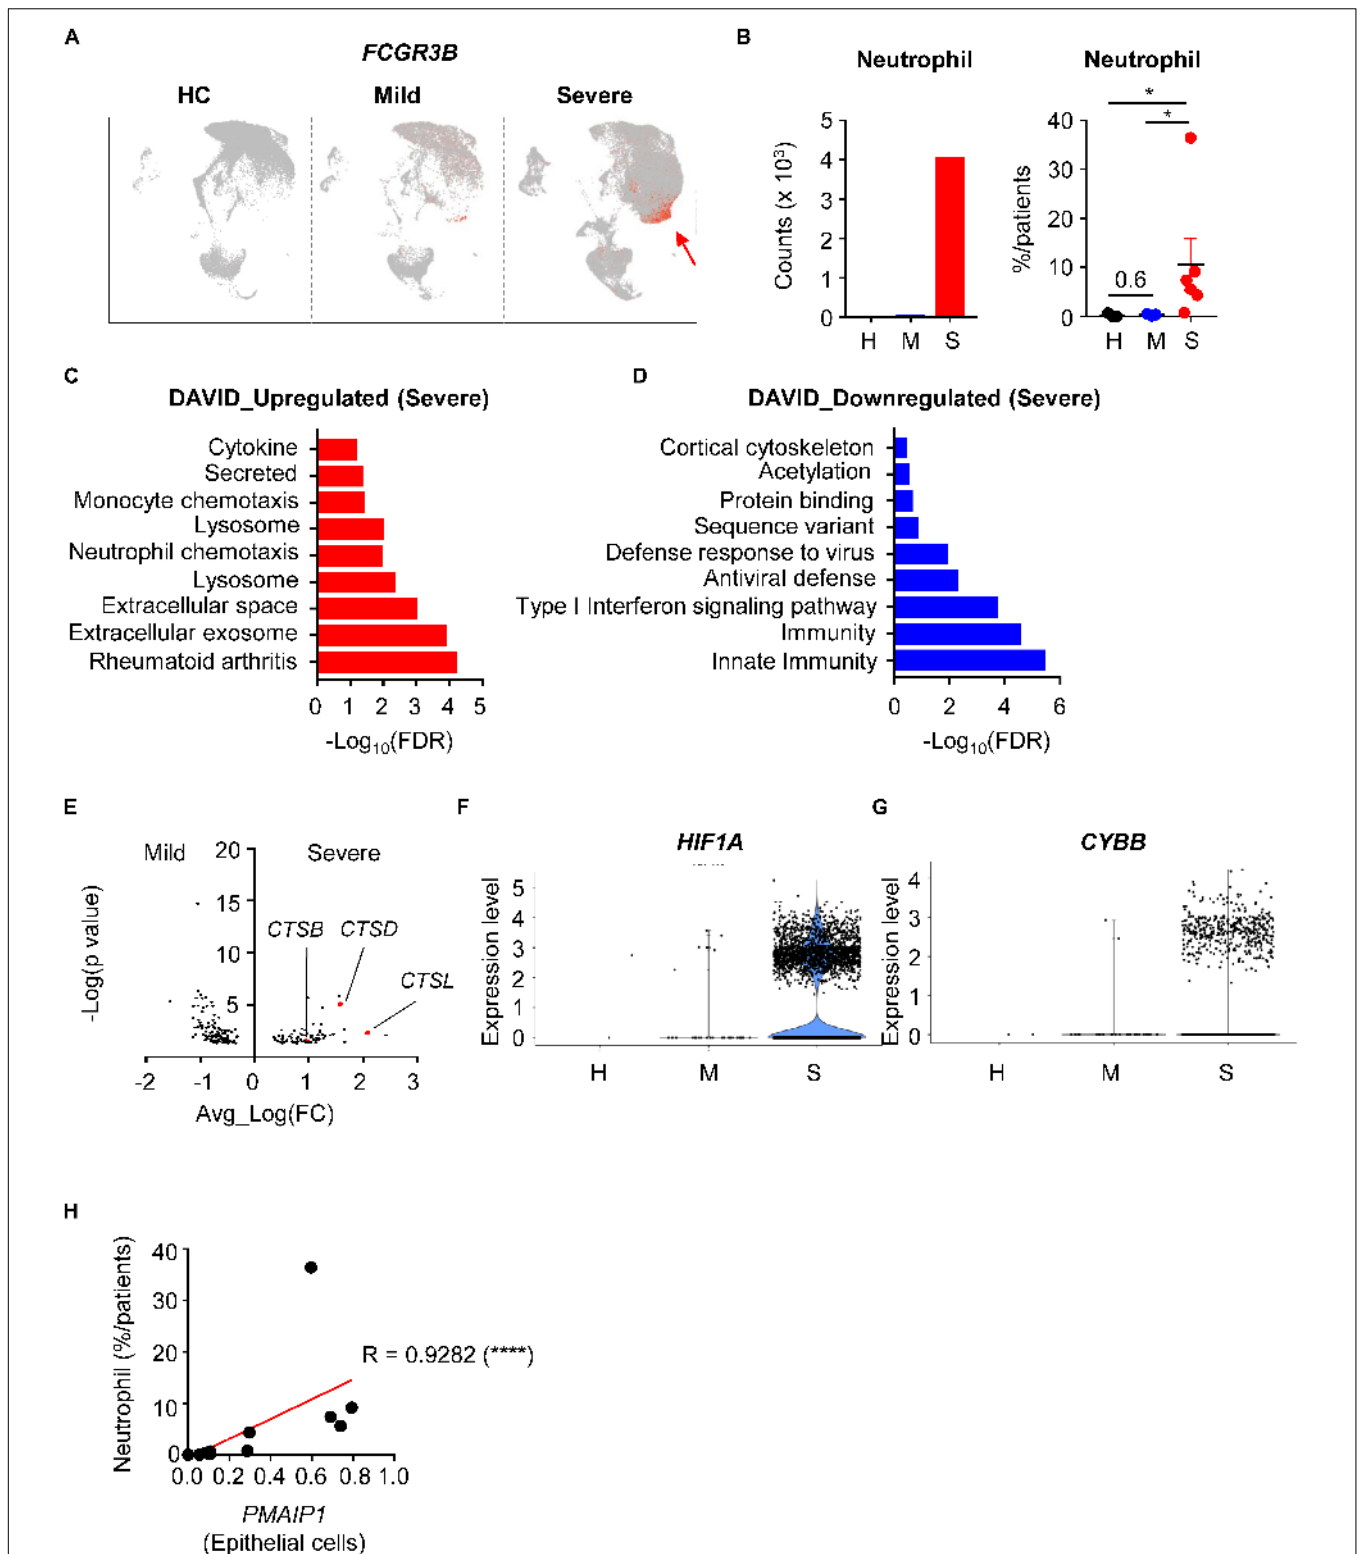 A
FCGR3B
HC Mild Severe
B
Neutrophil
Counts (x 10³)
5
4
3
2
1
0
H M S
Neutrophil
%/patients
* 
*
40
30
20
10
0
0.6
H M S
C
DAVID_Upregulated (Severe)
Cytokine
Secreted
Monocyte chemotaxis
Lysosome
Neutrophil chemotaxis
Lysosome
Extracellular space
Extracellular exosome
Rheumatoid arthritis
0 1 2 3 4 5
-Log₁₀(FDR)
D
DAVID_Downregulated (Severe)
Cortical cytoskeleton
Acetylation
Protein binding
Sequence variant
Defense response to virus
Antiviral defense
Type I Interferon signaling pathway
Immunity
Innate Immunity
0 2 4 6
-Log₁₀(FDR)
E
Mild Severe
-Log(p value)
20
15
10
5
CTSB CTSD
CTSL
-2 -1 0 1 2 3
Avg_Log(FC)
F
HIF1A
Expression level
5
4
3
2
1
0
H M S
G
CYBB
Expression level
4
3
2
1
0
H M S
H
Neutrophil (%/patients)
40
30
20
10
0
R = 0.9282 (****)
0.0 0.2 0.4 0.6 0.8 1.0
PMAIP1
(Epithelial cells)